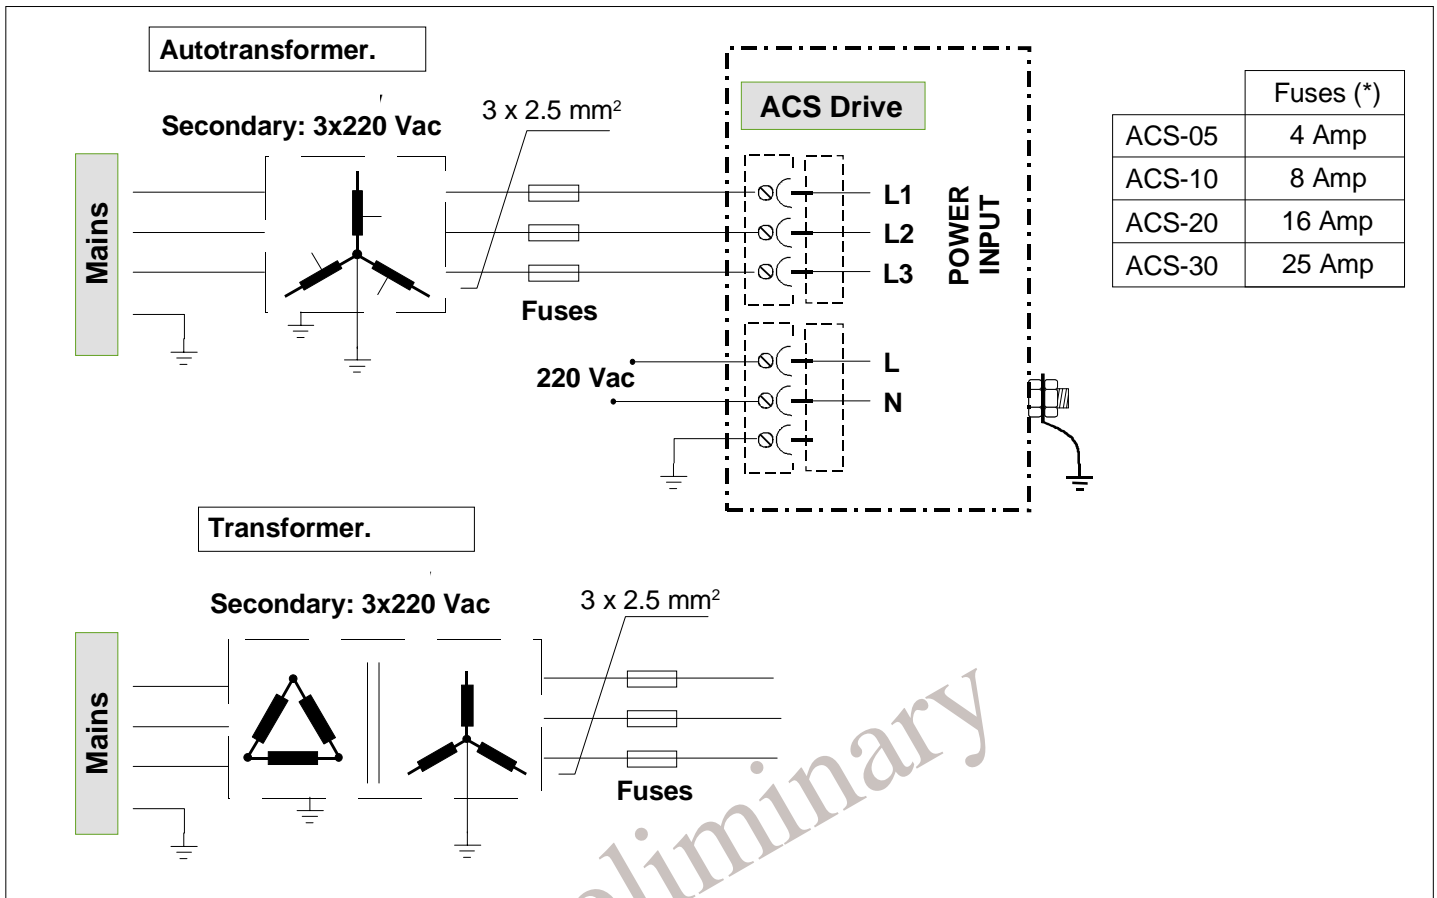 Autotransformer.
Secondary: 3x220 Vac
3 x 2.5 mm²
Mains
Fuses
ACS Drive
L1
L2
L3
POWER
INPUT
220 Vac
L
N
Fuses (*)
ACS-05 4 Amp
ACS-10 8 Amp
ACS-20 16 Amp
ACS-30 25 Amp
Transformer.
Secondary: 3x220 Vac
3 x 2.5 mm²
Mains
Fuses
eliminary